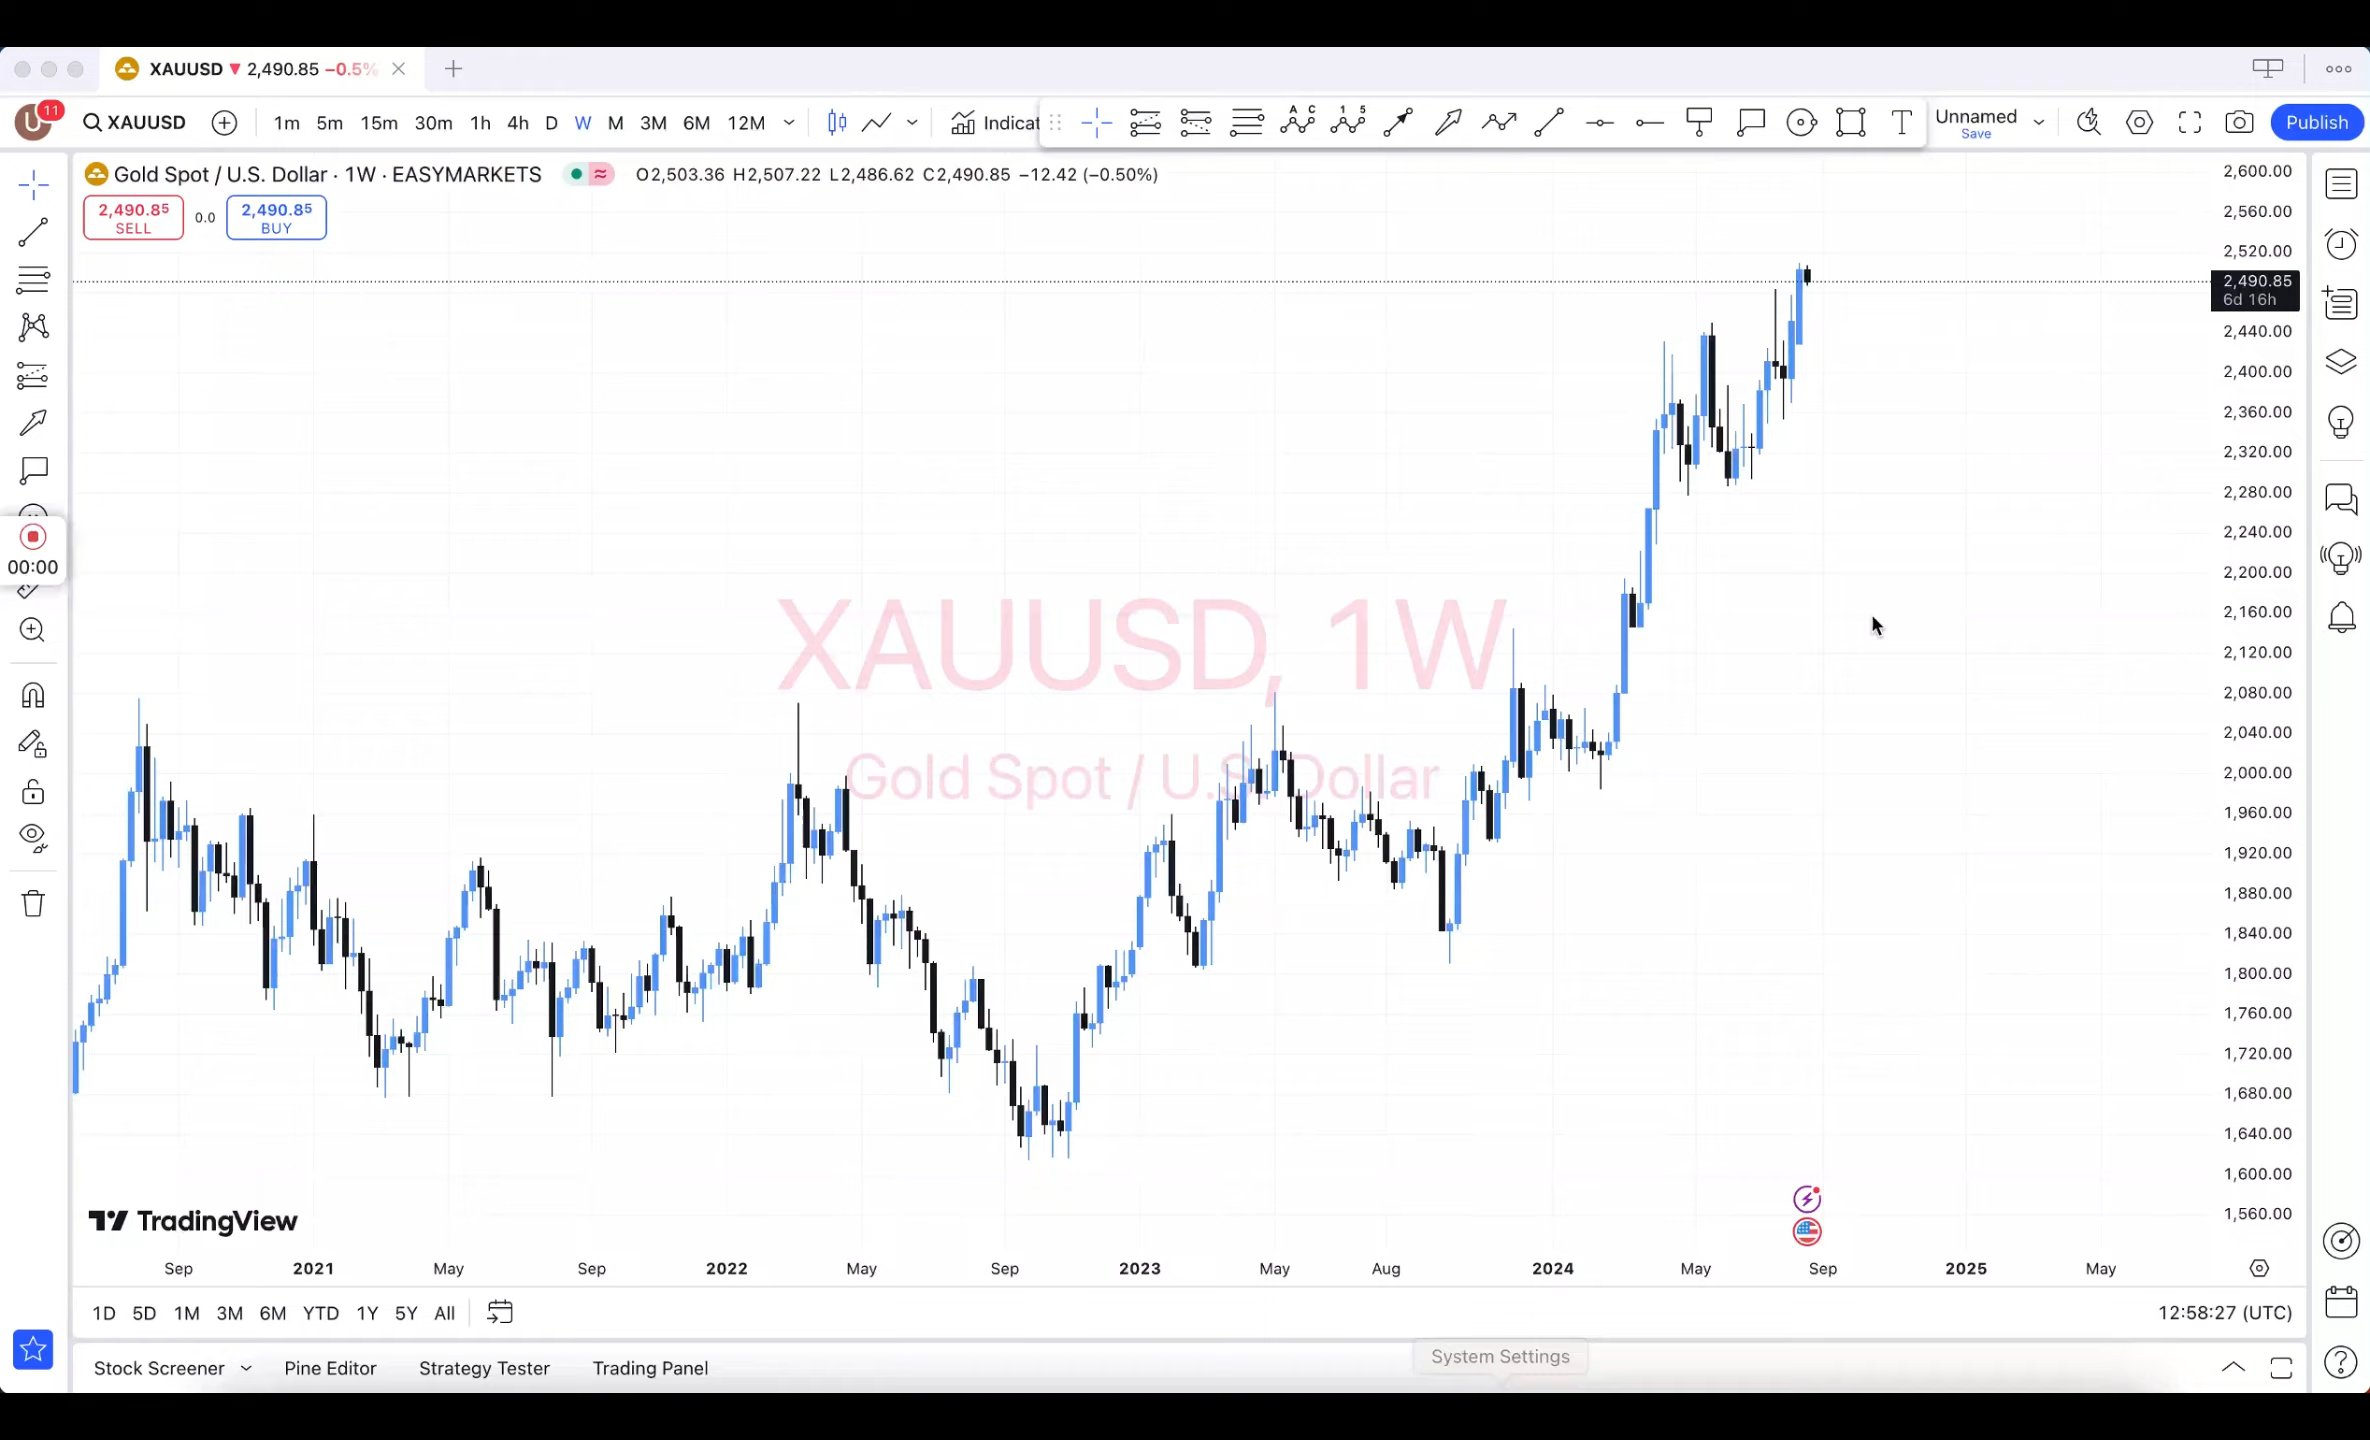 XAUUSD ▼ 2,490.85 −0.5%
U 11 XAUUSD 1m 5m 15m 30m 1h 4h D W M 3M 6M 12M Indicat A C 1 5 T Unnamed Save Publish
Gold Spot / U.S. Dollar · 1W · EASYMARKETS O2,503.36 H2,507.22 L2,486.62 C2,490.85 −12.42 (−0.50%)
2,490.85 SELL 0.0 2,490.85 BUY
2,600.00
2,560.00
2,520.00
2,490.85
6d 16h
2,440.00
2,400.00
2,360.00
2,320.00
2,280.00
2,240.00
2,200.00
2,160.00
2,120.00
2,080.00
2,040.00
2,000.00
1,960.00
1,920.00
1,880.00
1,840.00
1,800.00
1,760.00
1,720.00
1,680.00
1,640.00
1,600.00
1,560.00
00:00
XAUUSD, 1W
Gold Spot / U.S. Dollar
TradingView
Sep 2021 May Sep 2022 May Sep 2023 May Aug 2024 May Sep 2025 May
1D 5D 1M 3M 6M YTD 1Y 5Y All 12:58:27 (UTC)
Stock Screener Pine Editor Strategy Tester Trading Panel System Settings